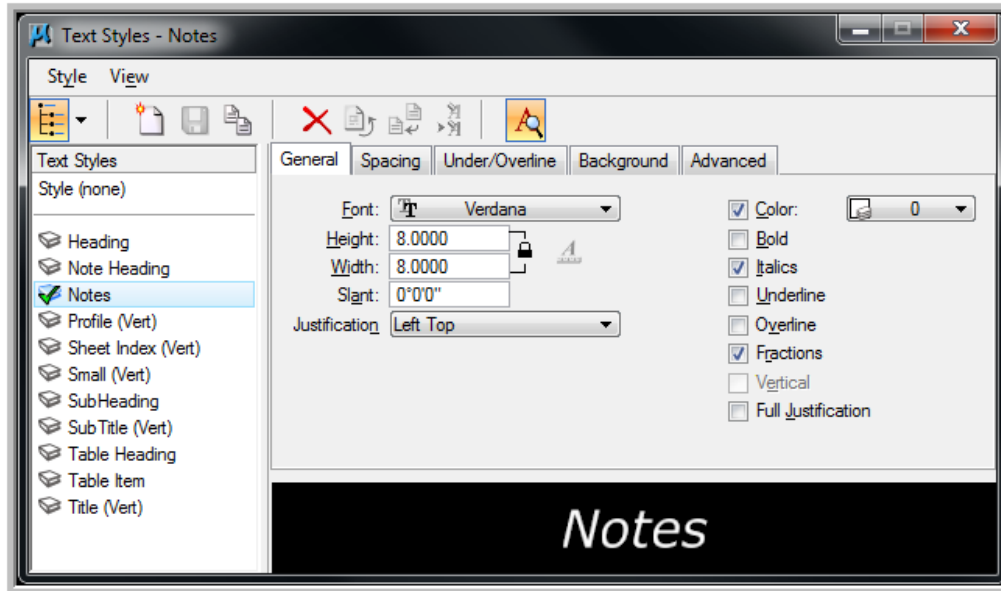 Text Styles - Notes
Style View
Text Styles
Style (none)
Heading
Note Heading
Notes
Profile (Vert)
Sheet Index (Vert)
Small (Vert)
SubHeading
SubTitle (Vert)
Table Heading
Table Item
Title (Vert)
General Spacing Under/Overline Background Advanced
Font: Verdana
Height: 8.0000
Width: 8.0000
Slant: 0°0'0"
Justification Left Top
Color: 0
Bold
Italics
Underline
Overline
Fractions
Vertical
Full Justification
Notes